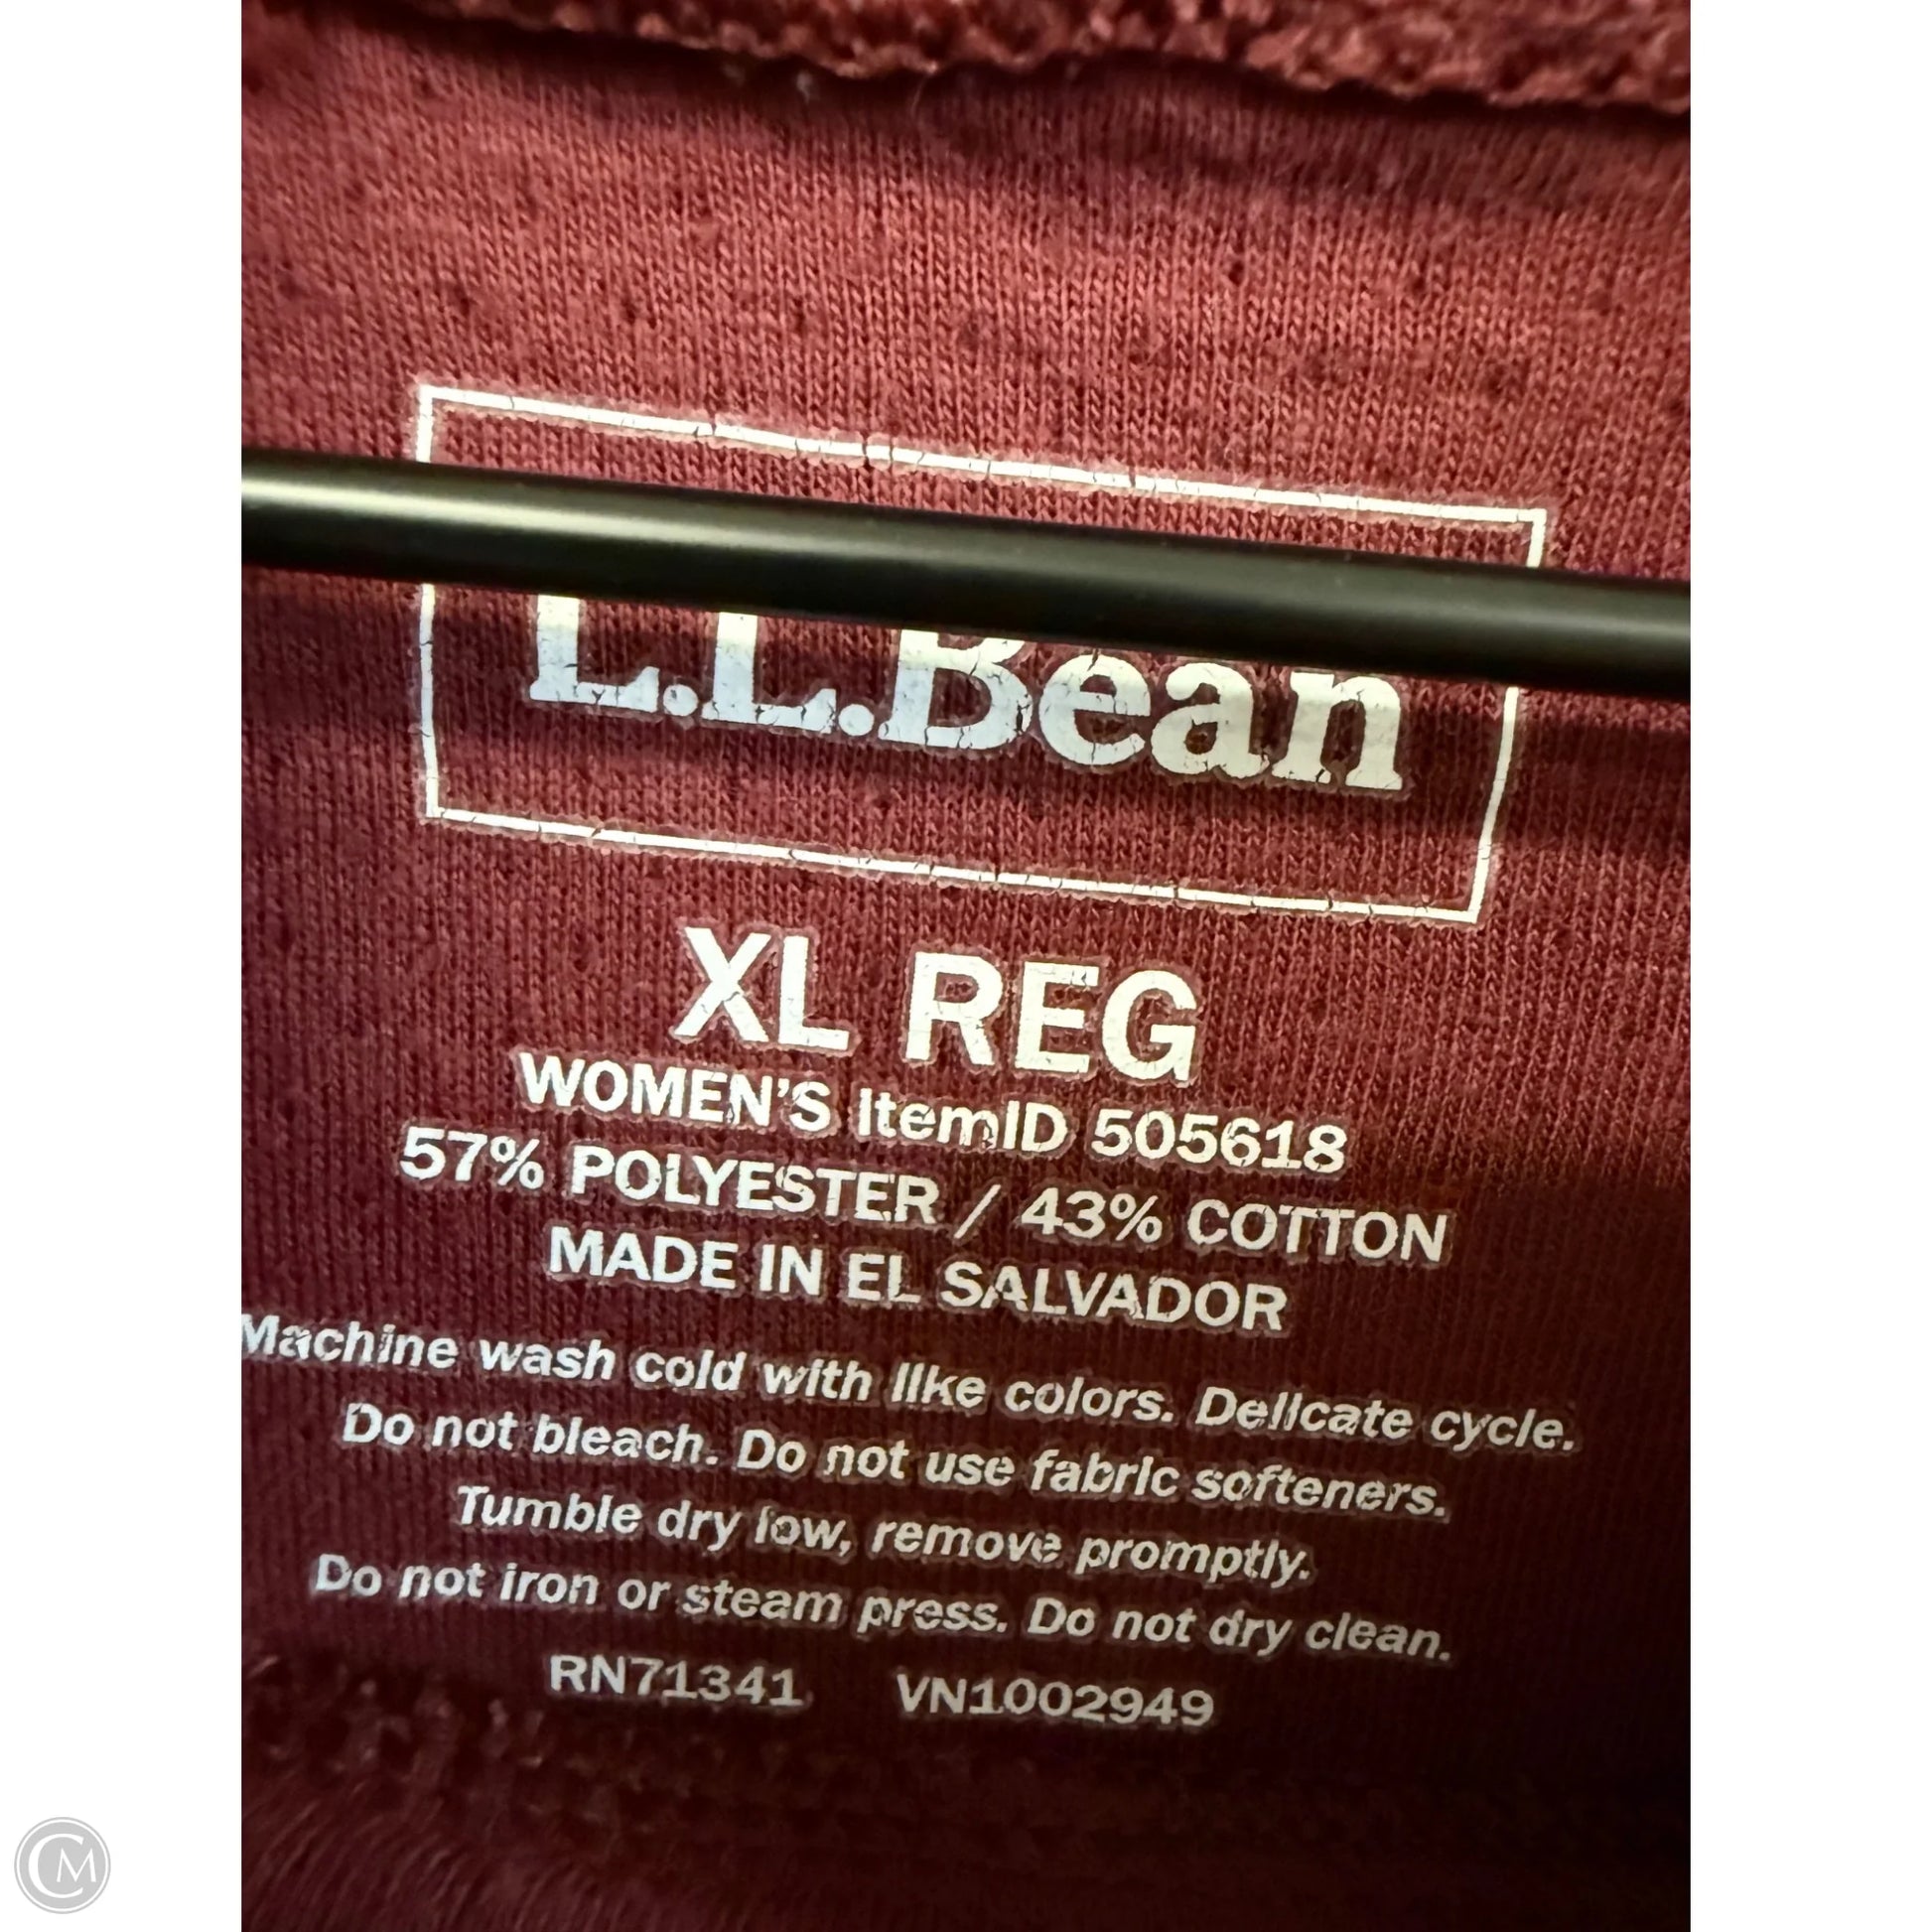 L.L.Bean
XL REG
WOMEN'S ItemID 505618
57% POLYESTER / 43% COTTON
MADE IN EL SALVADOR
Machine wash cold with like colors. Delicate cycle.
Do not bleach. Do not use fabric softeners.
Tumble dry low, remove promptly.
Do not iron or steam press. Do not dry clean.
RN71341 VN1002949
CM